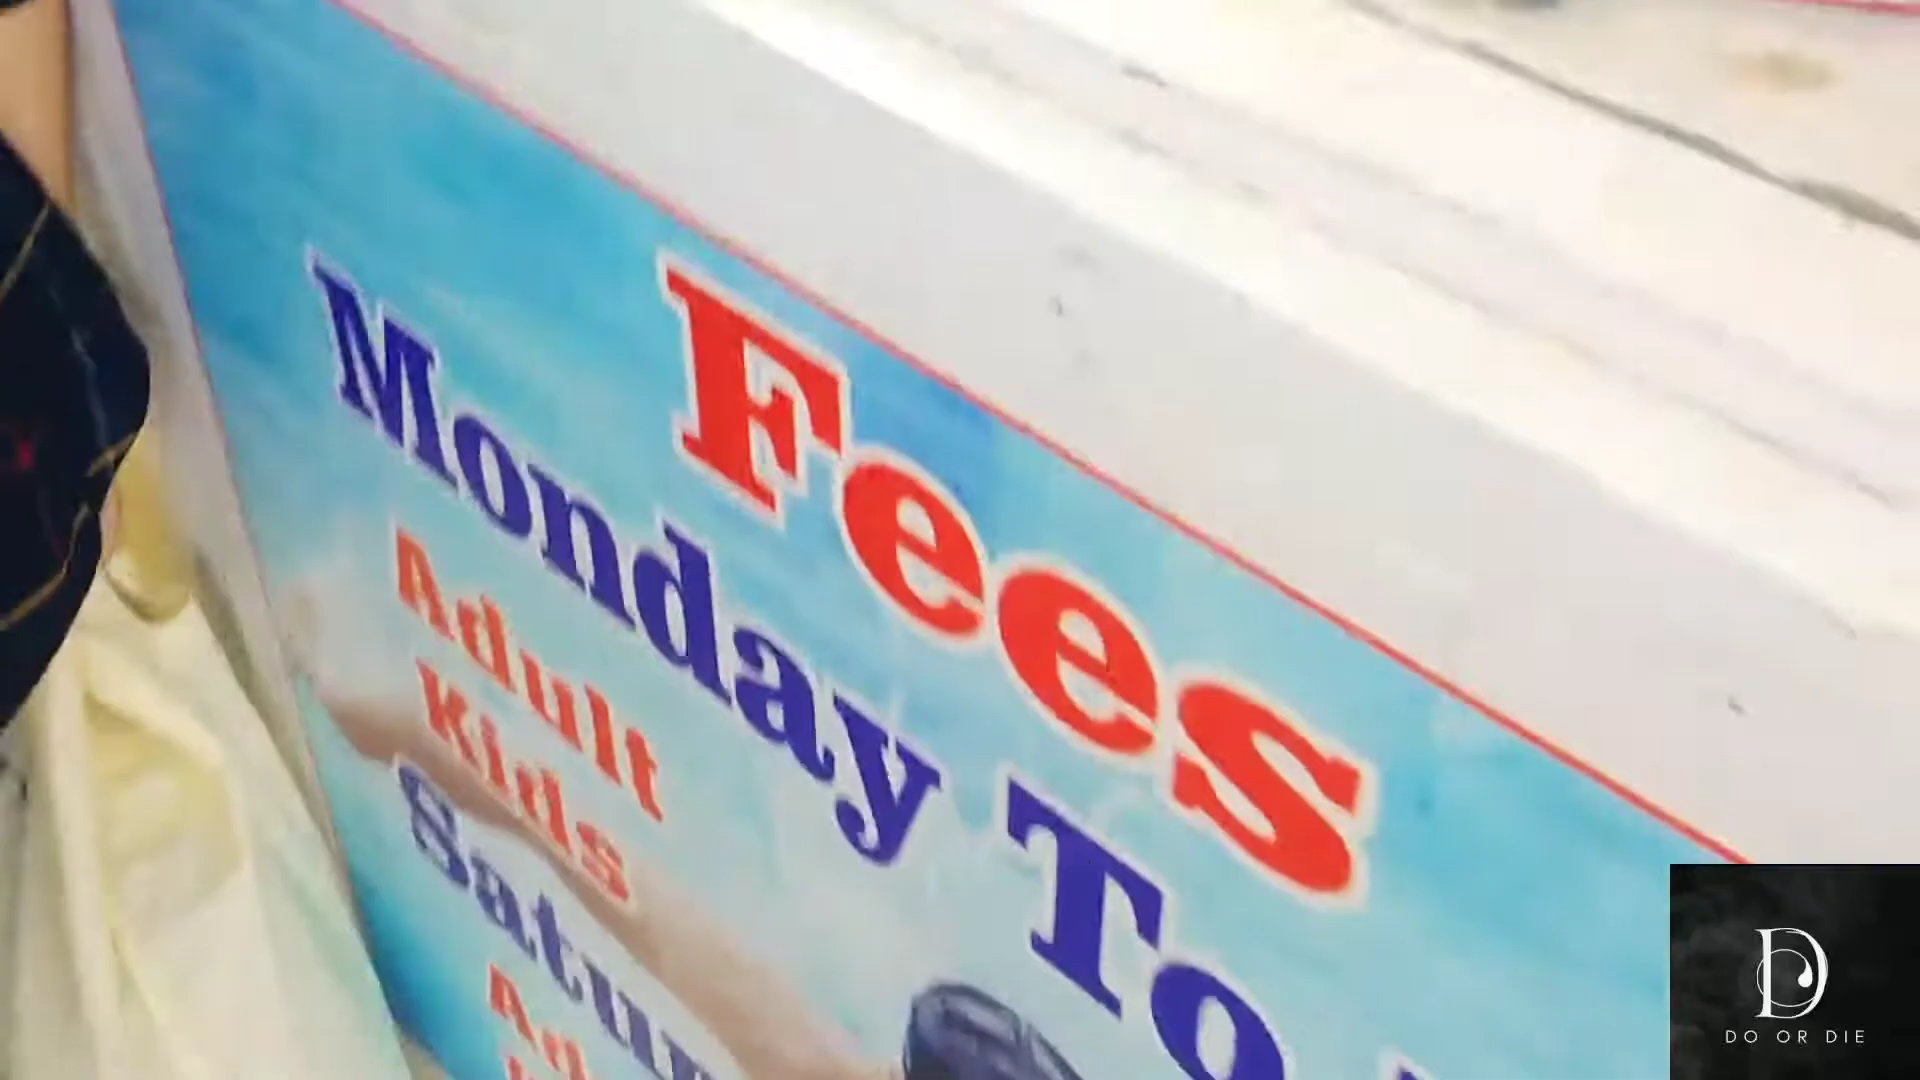 Fees
Monday To
Adult
Kids
D
DO OR DIE